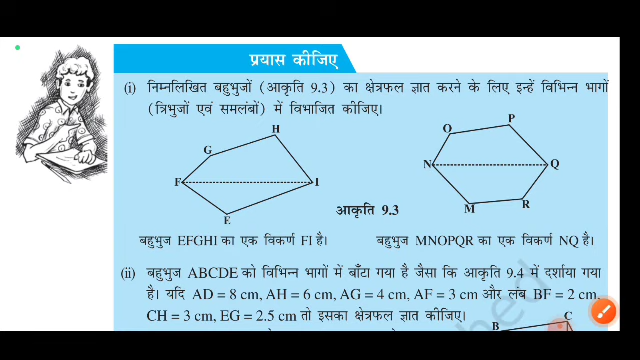 प्रयास कीजिए
(i) निम्नलिखित बहुभुजों (आकृति 9.3) का क्षेत्रफल ज्ञात करने के लिए इन्हें विभिन्न भागों
(त्रिभुजों एवं समलंबों) में विभाजित कीजिए।
H
G
F
I
E
O
P
N
Q
M
R
आकृति 9.3
बहुभुज EFGHI का एक विकर्ण FI है।
बहुभुज MNOPQR का एक विकर्ण NQ है।
(ii) बहुभुज ABCDE को विभिन्न भागों में बाँटा गया है जैसा कि आकृति 9.4 में दर्शाया गया
है। यदि AD = 8 cm, AH = 6 cm, AG = 4 cm, AF = 3 cm और लंब BF = 2 cm,
CH = 3 cm, EG = 2.5 cm तो इसका क्षेत्रफल ज्ञात कीजिए।
B
C